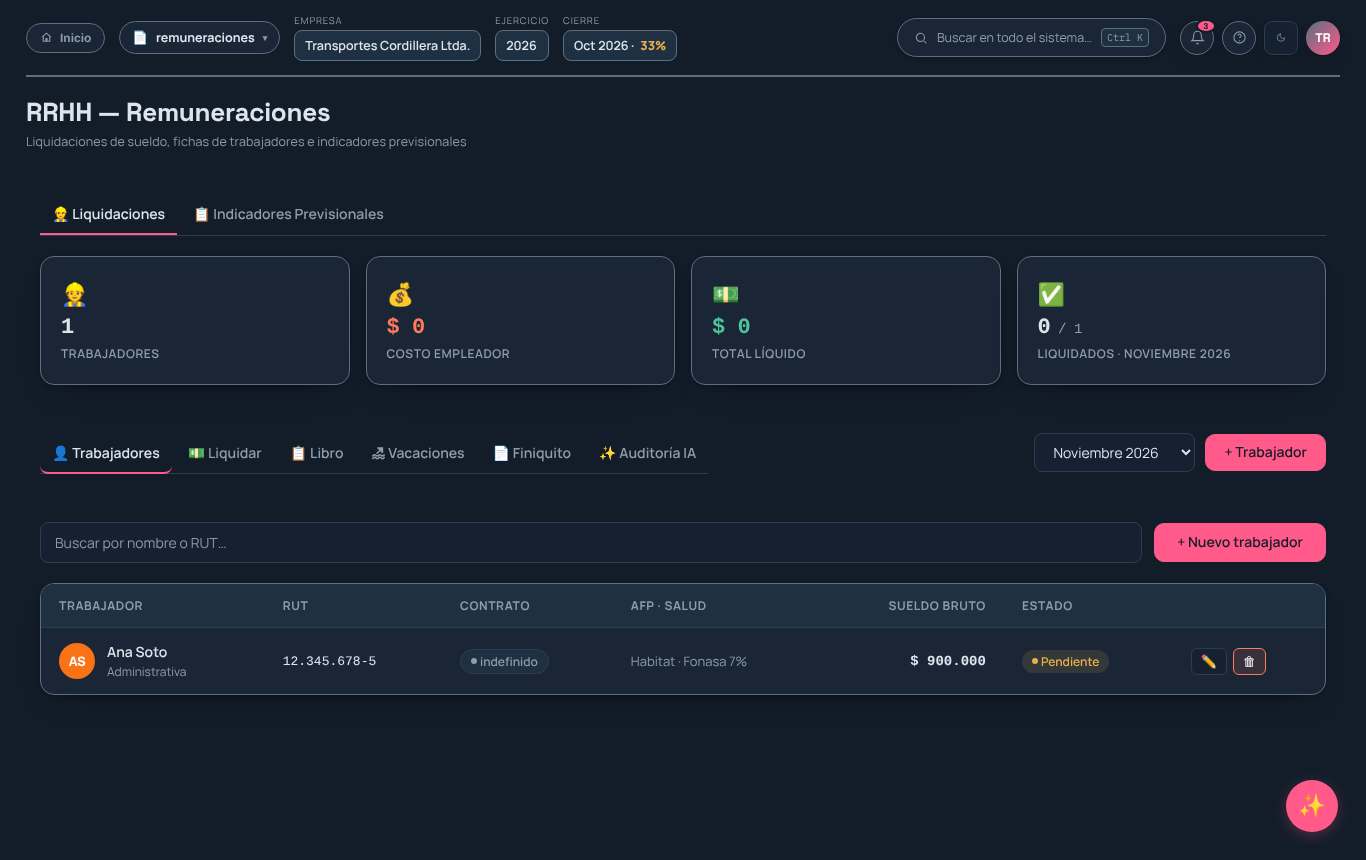 Inicio
remuneraciones
EMPRESA
Transportes Cordillera Ltda.
EJERCICIO
2026
CIERRE
Oct 2026 · 33%
Buscar en todo el sistema... Ctrl K
3
TR
RRHH — Remuneraciones
Liquidaciones de sueldo, fichas de trabajadores e indicadores previsionales
Liquidaciones
Indicadores Previsionales
1
TRABAJADORES
$ 0
COSTO EMPLEADOR
$ 0
TOTAL LÍQUIDO
0 / 1
LIQUIDADOS · NOVIEMBRE 2026
Trabajadores
Liquidar
Libro
Vacaciones
Finiquito
Auditoría IA
Noviembre 2026
+ Trabajador
Buscar por nombre o RUT...
+ Nuevo trabajador
TRABAJADOR RUT CONTRATO AFP · SALUD SUELDO BRUTO ESTADO
AS
Ana Soto
Administrativa
12.345.678-5
indefinido
Habitat · Fonasa 7%
$ 900.000
Pendiente